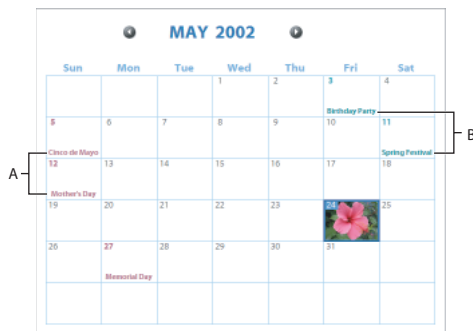 MAY 2002
Sun Mon Tue Wed Thu Fri Sat
1 2 3 4
Birthday Party
5 6 7 8 9 10 11
Cinco de Mayo Spring Festival
A
B
12 13 14 15 16 17 18
Mother's Day
19 20 21 22 23 24 25
26 27 28 29 30 31
Memorial Day